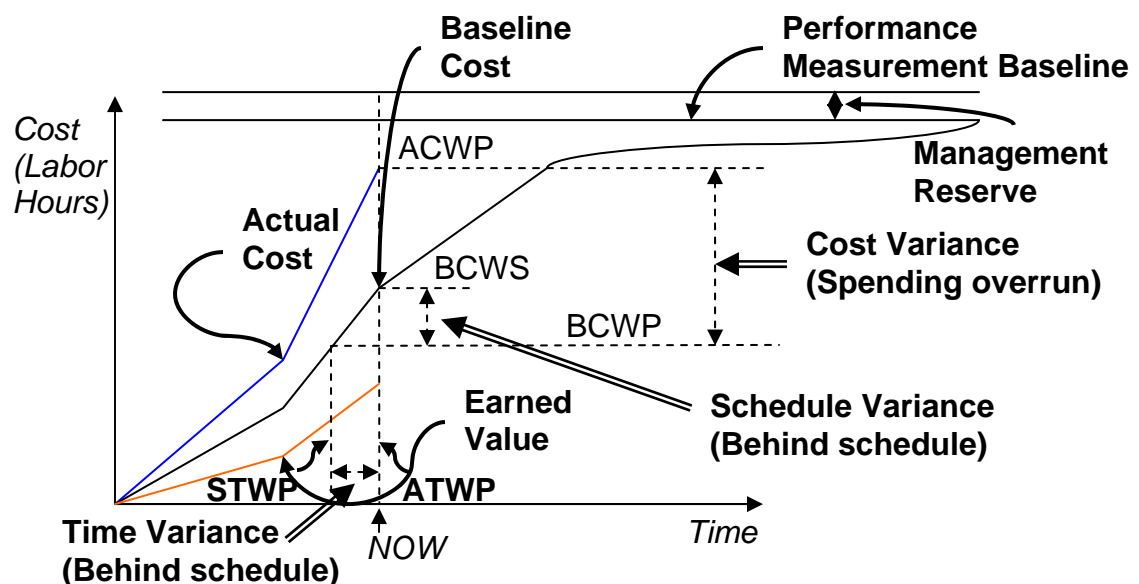 Baseline
Cost
Performance
Measurement Baseline
Cost
(Labor
Hours)
ACWP
Management
Reserve
Actual
Cost
Cost Variance
(Spending overrun)
BCWS
BCWP
Earned
Value
Schedule Variance
(Behind schedule)
STWP
ATWP
Time Variance
(Behind schedule)
NOW
Time